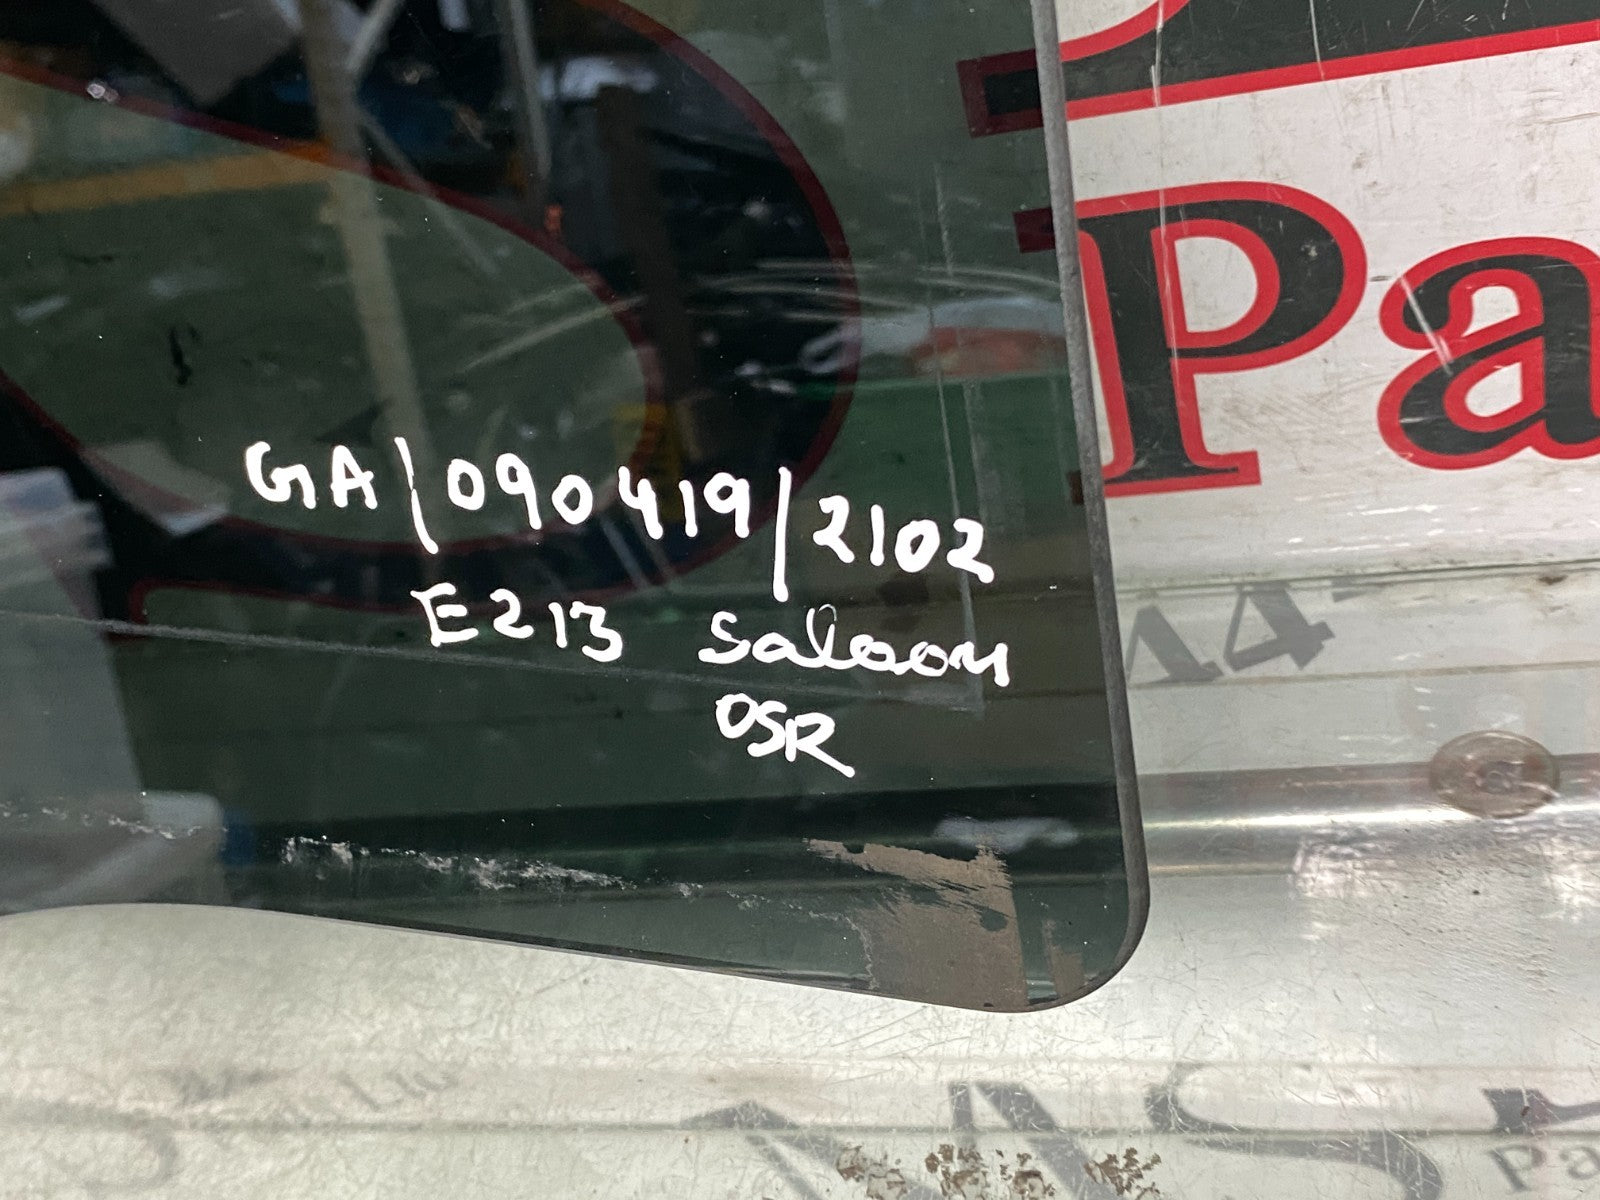 Pa
GA/090419/2102
E213 Saloon
OSR